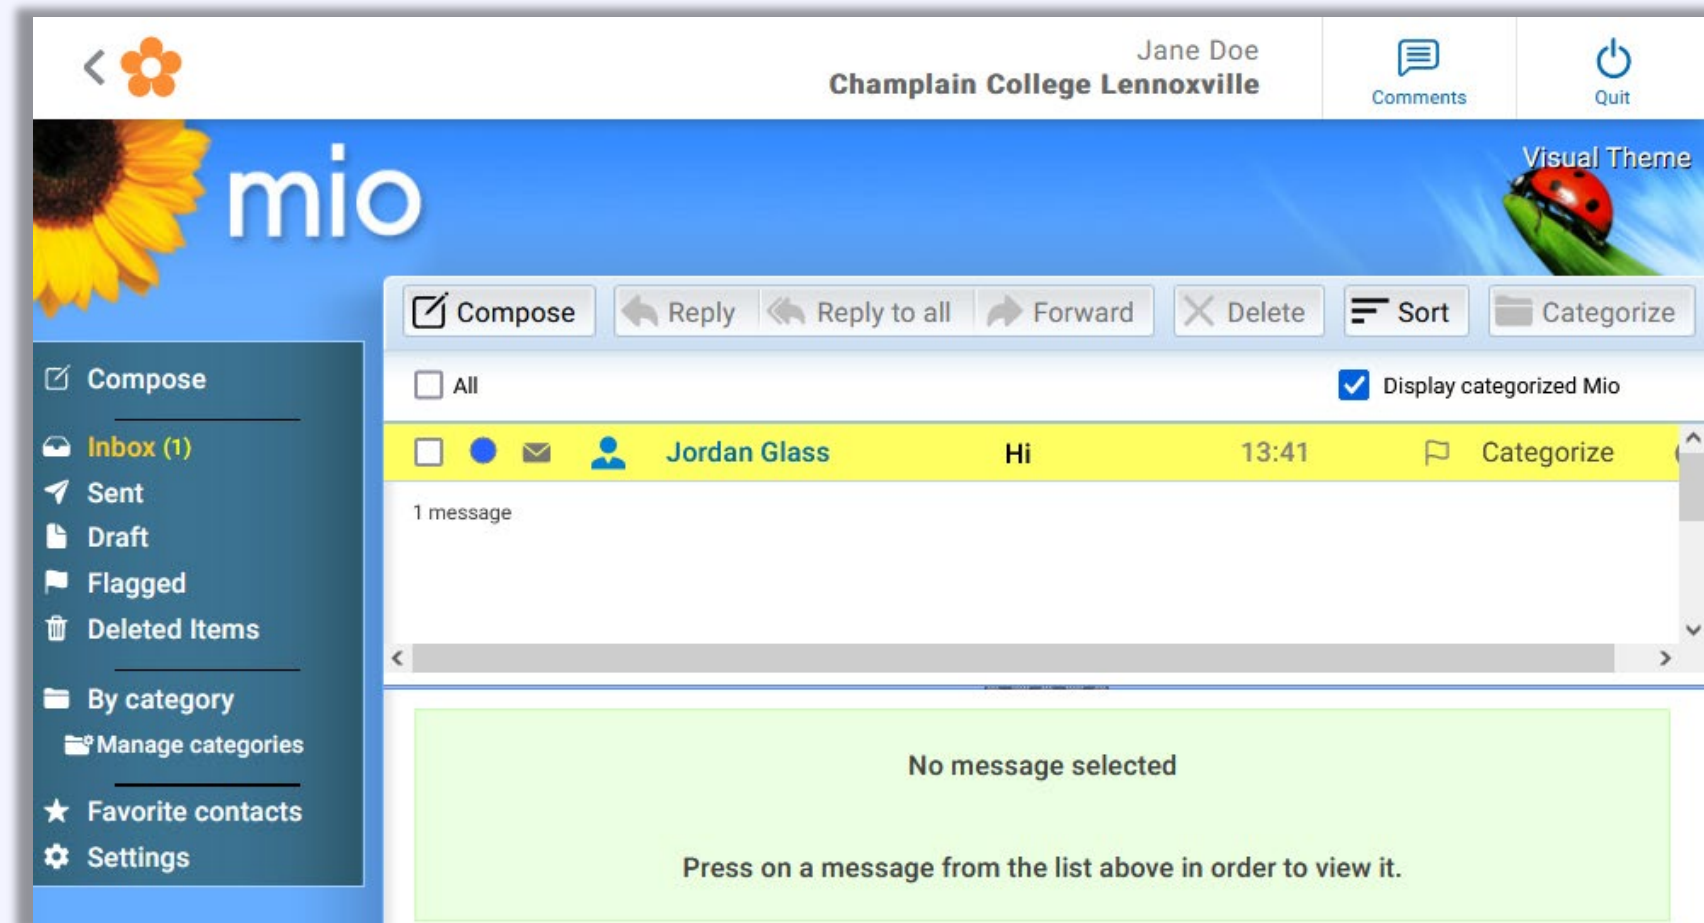 Jane Doe
Champlain College Lennoxville
Comments
Quit
mio
Visual Theme
Compose Reply Reply to all Forward Delete Sort Categorize
All Display categorized Mio
Jordan Glass Hi 13:41 Categorize
1 message
Compose
Inbox (1)
Sent
Draft
Flagged
Deleted Items
By category
Manage categories
Favorite contacts
Settings
No message selected
Press on a message from the list above in order to view it.